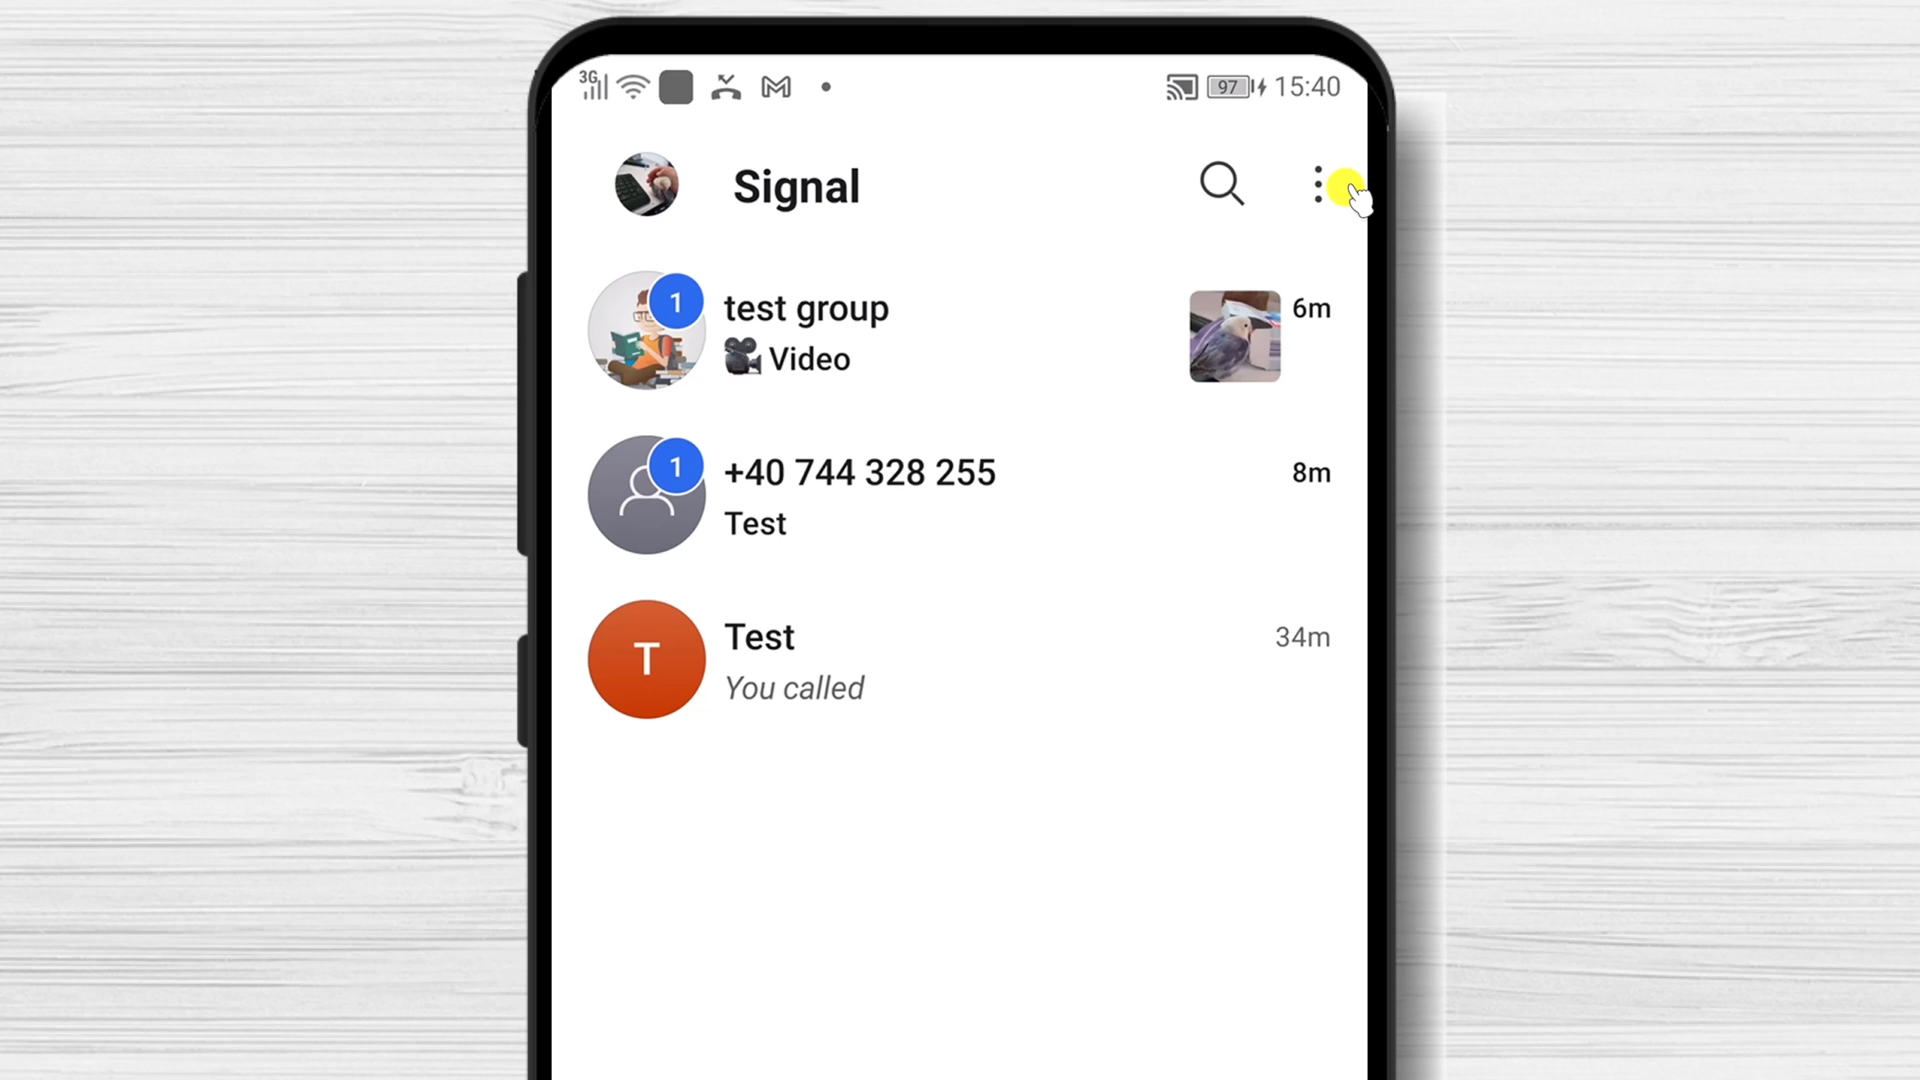 3G 97 15:40
Signal
1 test group 6m
Video
1 +40 744 328 255 8m
Test
T Test 34m
You called